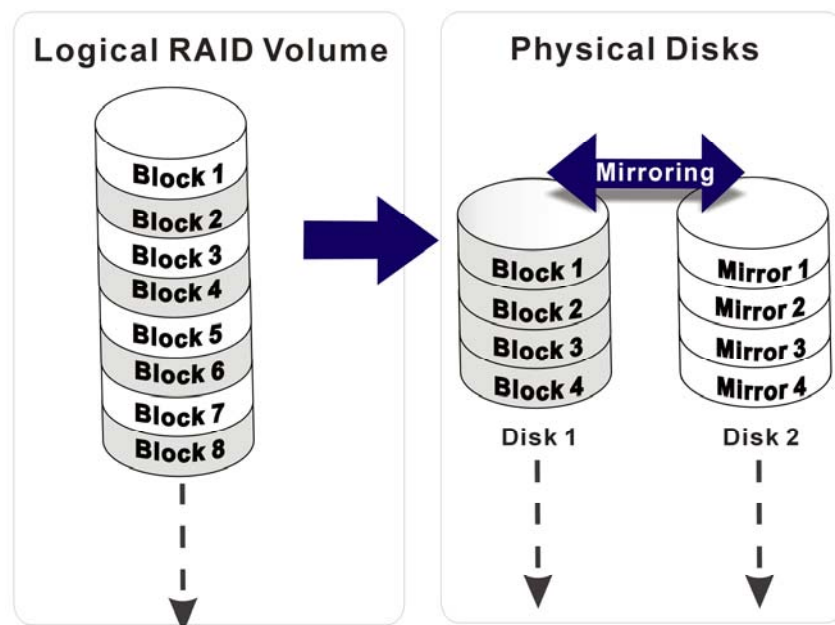 Logical RAID Volume
Block 1
Block 2
Block 3
Block 4
Block 5
Block 6
Block 7
Block 8
Physical Disks
Mirroring
Block 1
Block 2
Block 3
Block 4
Disk 1
Mirror 1
Mirror 2
Mirror 3
Mirror 4
Disk 2